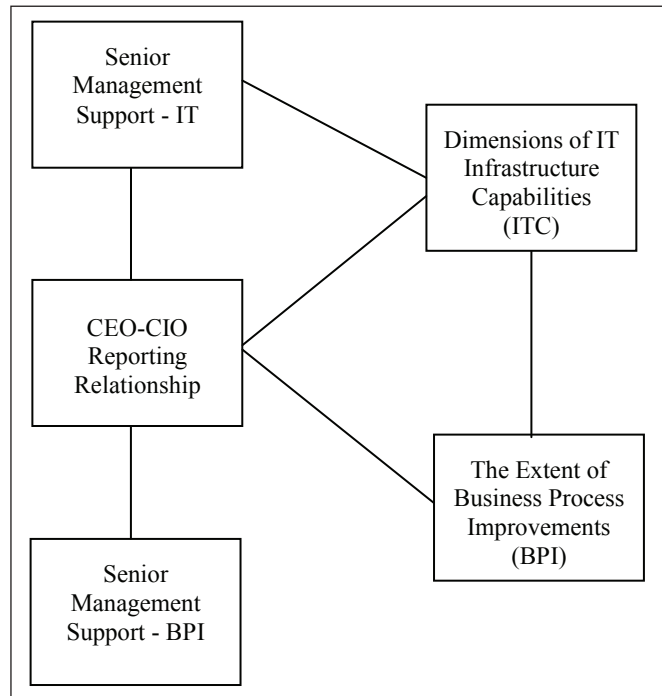 Senior
Management
Support - IT
Dimensions of IT
Infrastructure
Capabilities
(ITC)
CEO-CIO
Reporting
Relationship
The Extent of
Business Process
Improvements
(BPI)
Senior
Management
Support - BPI